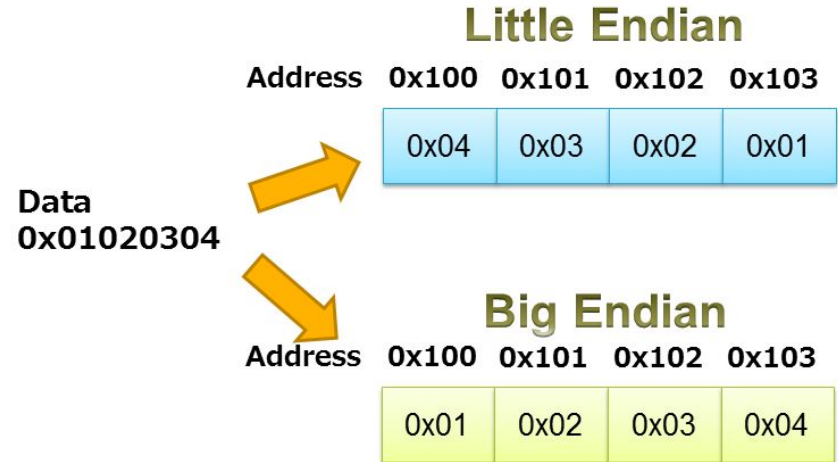 Little Endian
Address 0x100 0x101 0x102 0x103
0x04 0x03 0x02 0x01
Data
0x01020304
Big Endian
Address 0x100 0x101 0x102 0x103
0x01 0x02 0x03 0x04